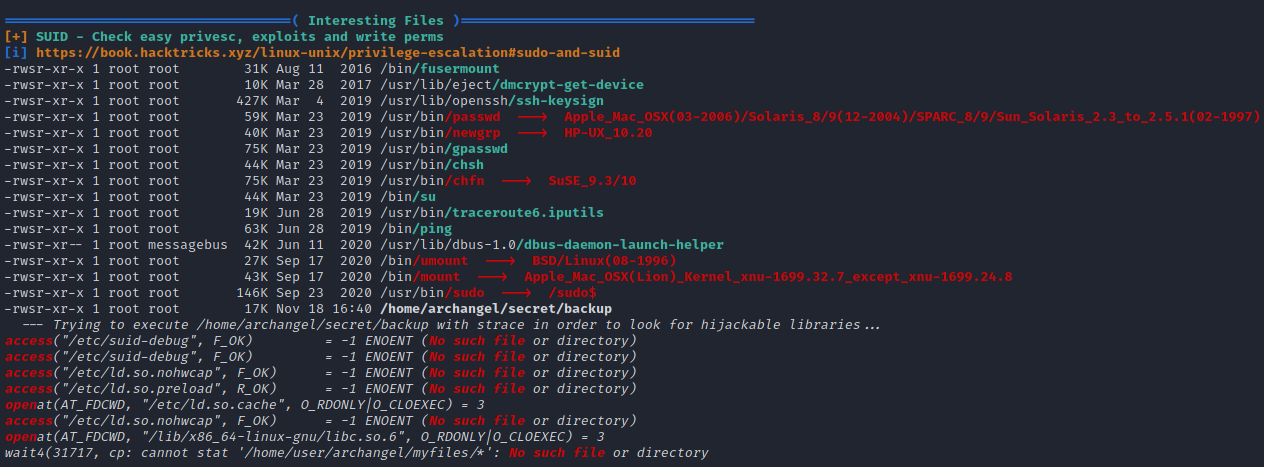 ══════════════════════════════════════( Interesting Files )══════════════════════════════════════
[+] SUID - Check easy privesc, exploits and write perms
[i] https://book.hacktricks.xyz/linux-unix/privilege-escalation#sudo-and-suid
-rwsr-xr-x 1 root root        31K Aug 11  2016 /bin/fusermount
-rwsr-xr-x 1 root root        10K Mar 28  2017 /usr/lib/eject/dmcrypt-get-device
-rwsr-xr-x 1 root root       427K Mar  4  2019 /usr/lib/openssh/ssh-keysign
-rwsr-xr-x 1 root root        59K Mar 23  2019 /usr/bin/passwd  --->  Apple_Mac_OSX(03-2006)/Solaris_8/9(12-2004)/SPARC_8/9/Sun_Solaris_2.3_to_2.5.1(02-1997)
-rwsr-xr-x 1 root root        40K Mar 23  2019 /usr/bin/newgrp  --->  HP-UX_10.20
-rwsr-xr-x 1 root root        75K Mar 23  2019 /usr/bin/gpasswd
-rwsr-xr-x 1 root root        44K Mar 23  2019 /usr/bin/chsh
-rwsr-xr-x 1 root root        75K Mar 23  2019 /usr/bin/chfn  --->  SuSE_9.3/10
-rwsr-xr-x 1 root root        44K Mar 23  2019 /bin/su
-rwsr-xr-x 1 root root        19K Jun 28  2019 /usr/bin/traceroute6.iputils
-rwsr-xr-x 1 root root        63K Jun 28  2019 /bin/ping
-rwsr-xr-- 1 root messagebus  42K Jun 11  2020 /usr/lib/dbus-1.0/dbus-daemon-launch-helper
-rwsr-xr-x 1 root root        27K Sep 17  2020 /bin/umount  --->  BSD/Linux(08-1996)
-rwsr-xr-x 1 root root        43K Sep 17  2020 /bin/mount  --->  Apple_Mac_OSX(Lion)_Kernel_xnu-1699.32.7_except_xnu-1699.24.8
-rwsr-xr-x 1 root root       146K Sep 23  2020 /usr/bin/sudo  --->  /sudo$
-rwsr-xr-x 1 root root        17K Nov 18 16:40 /home/archangel/secret/backup
  --- Trying to execute /home/archangel/secret/backup with strace in order to look for hijackable libraries...
access("/etc/suid-debug", F_OK)         = -1 ENOENT (No such file or directory)
access("/etc/suid-debug", F_OK)         = -1 ENOENT (No such file or directory)
access("/etc/ld.so.nohwcap", F_OK)      = -1 ENOENT (No such file or directory)
access("/etc/ld.so.preload", R_OK)      = -1 ENOENT (No such file or directory)
openat(AT_FDCWD, "/etc/ld.so.cache", O_RDONLY|O_CLOEXEC) = 3
access("/etc/ld.so.nohwcap", F_OK)      = -1 ENOENT (No such file or directory)
openat(AT_FDCWD, "/lib/x86_64-linux-gnu/libc.so.6", O_RDONLY|O_CLOEXEC) = 3
wait4(31717, cp: cannot stat '/home/user/archangel/myfiles/*': No such file or directory